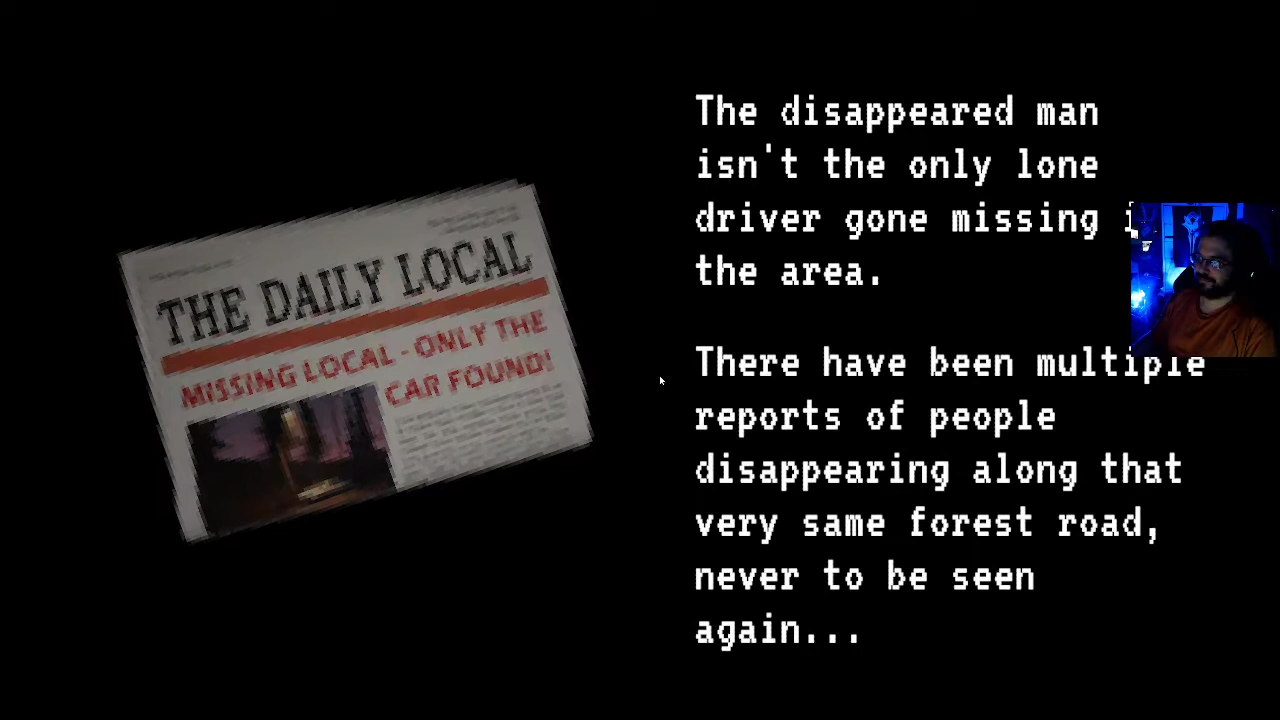 THE DAILY LOCAL
MISSING LOCAL - ONLY THE
CAR FOUND!
The disappeared man
isn't the only lone
driver gone missing
the area.
There have been multiple
reports of people
disappearing along that
very same forest road,
never to be seen
again...